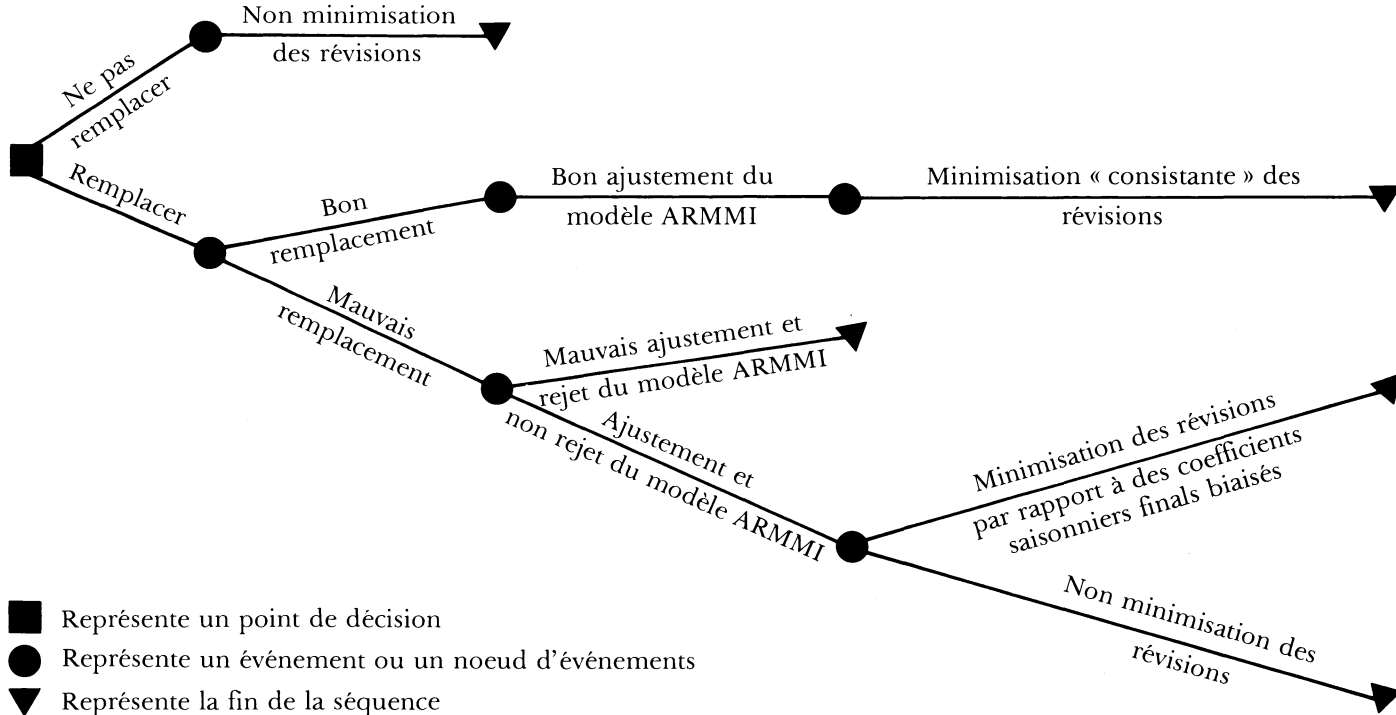 Non minimisation
des révisions
Ne pas
remplacer
Remplacer
Bon
remplacement
Bon ajustement du
modèle ARMMI
Minimisation « consistante » des
révisions
Mauvais
remplacement
Mauvais ajustement et
rejet du modèle ARMMI
Ajustement et
non rejet du modèle ARMMI
Minimisation des révisions
par rapport à des coefficients
saisonniers finals biaisés
Non minimisation des
révisions
Représente un point de décision
Représente un événement ou un noeud d'événements
Représente la fin de la séquence